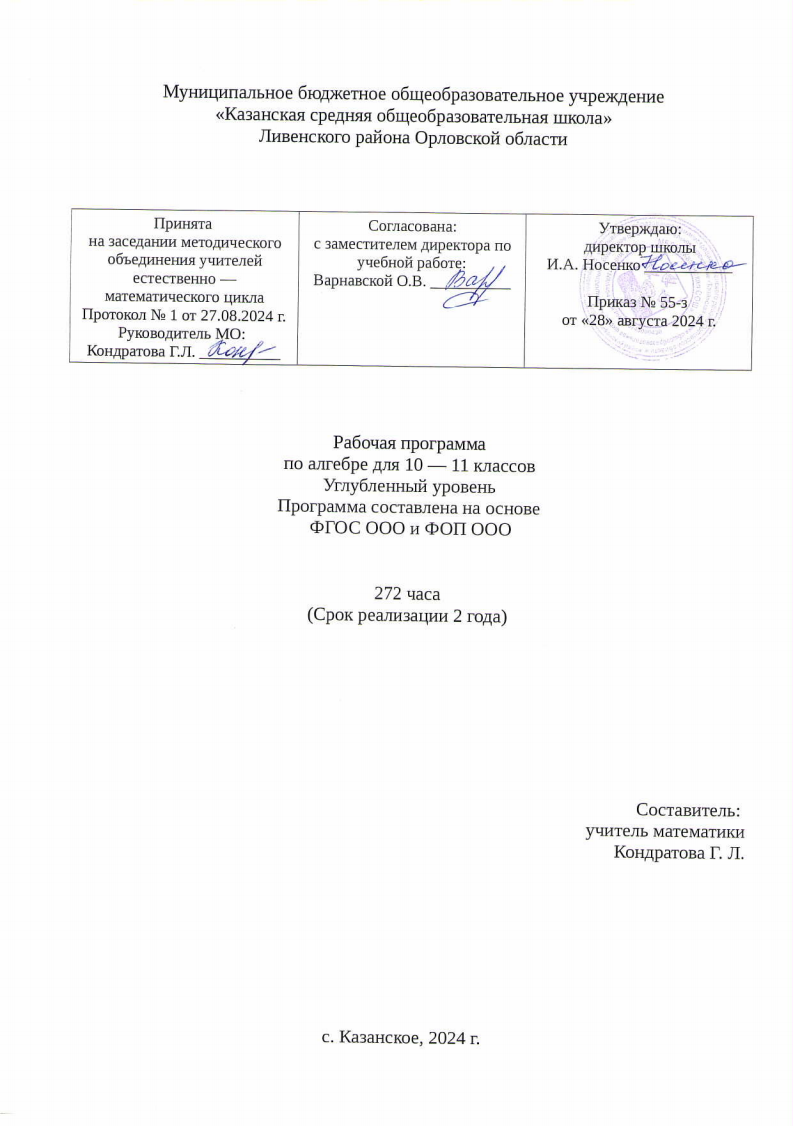 Муниципальное бюджетное общеобразовательное учреждение
«Казанская средняя общеобразовательная школа»
Ливенского района Орловской области
Принята
на заседании методического
объединения учителей
естественно —
математического цикла
Протокол № 1 от 27.08.2024 г.
Руководитель МО:
Кондратова Г.Л.
Согласована:
с заместителем директора по
учебной работе:
Варнавской О.В.
Утверждаю:
директор школы
И.А. Носенко Носенко
Приказ № 55-з
от «28» августа 2024 г.
Рабочая программа
по алгебре для 10 — 11 классов
Углубленный уровень
Программа составлена на основе
ФГОС ООО и ФОП ООО
272 часа
(Срок реализации 2 года)
Составитель:
учитель математики
Кондратова Г. Л.
с. Казанское, 2024 г.